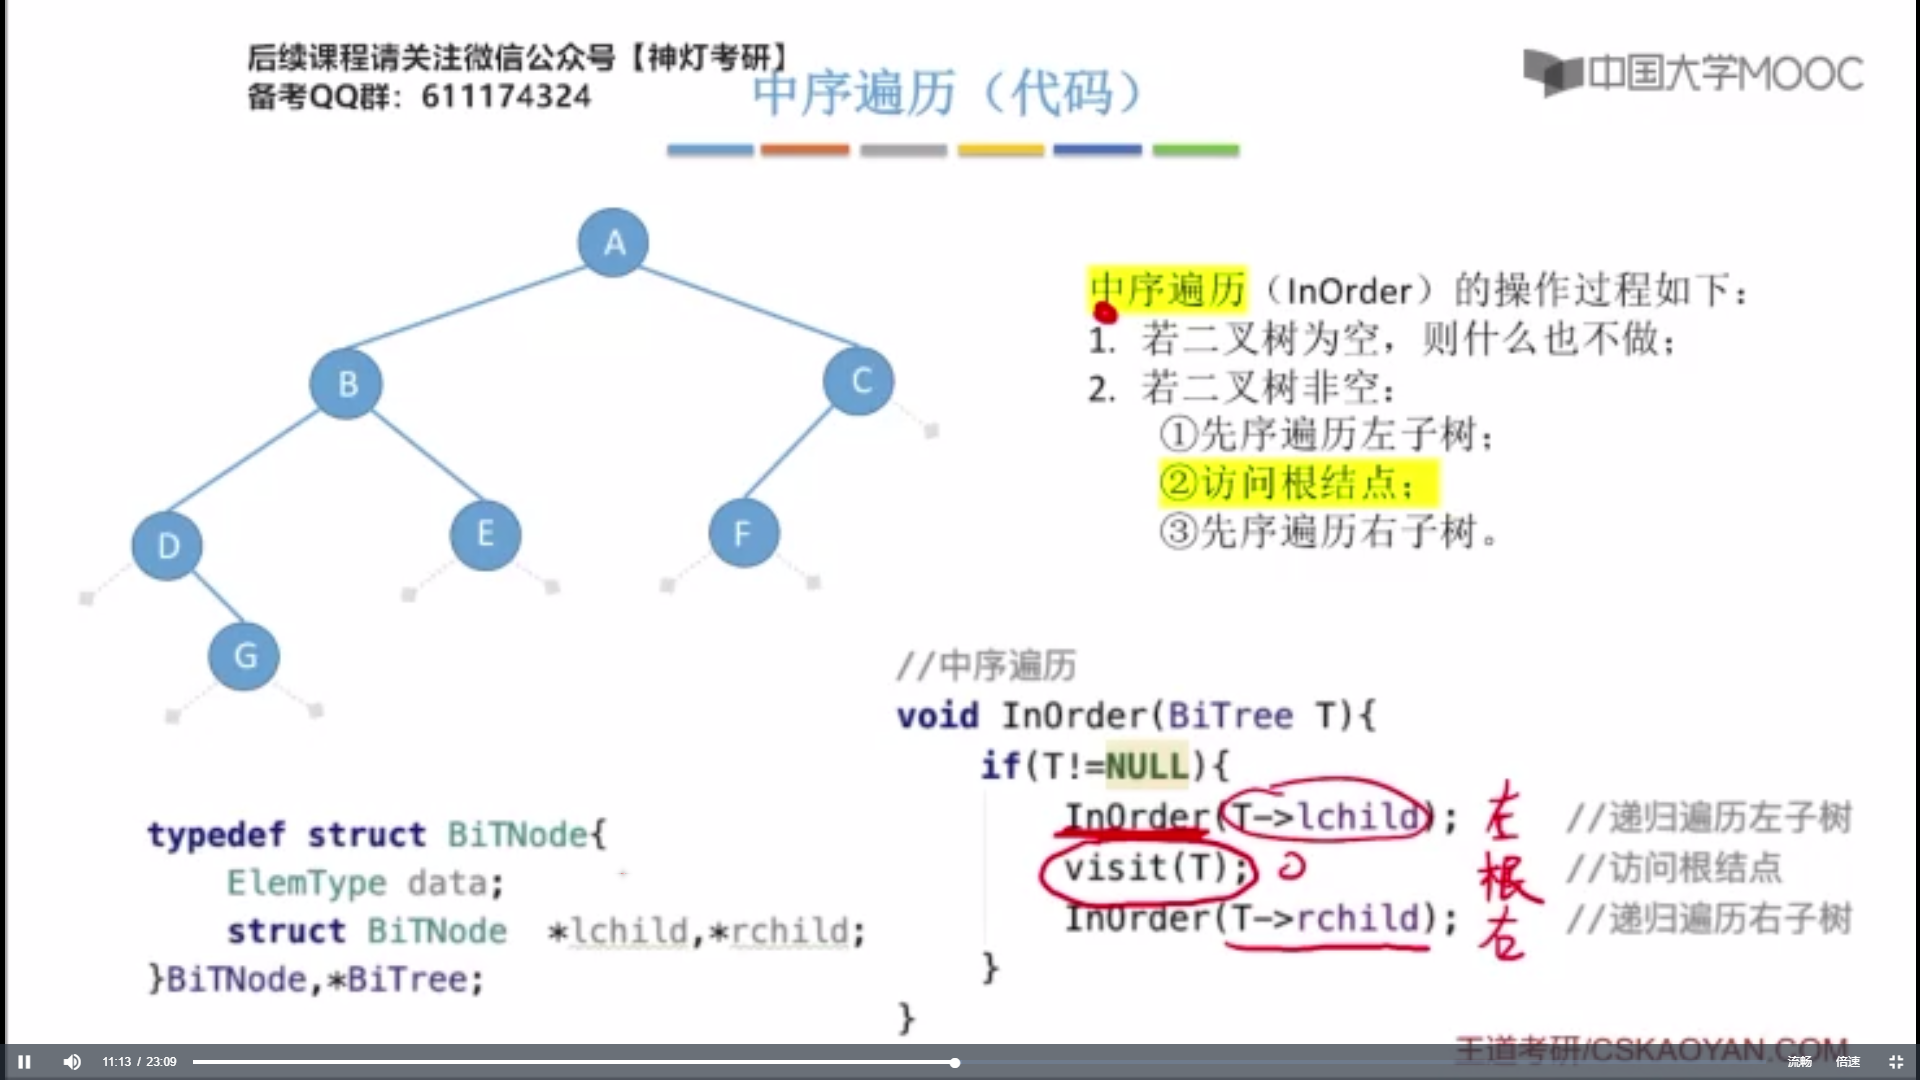 后续课程请关注微信公众号【神灯考研】
备考QQ群：611174324
中序遍历（代码）
中国大学MOOC
A
B
C
D
E
F
G
中序遍历（InOrder）的操作过程如下：
1. 若二叉树为空，则什么也不做；
2. 若二叉树非空：
①先序遍历左子树；
②访问根结点；
③先序遍历右子树。
//中序遍历
void InOrder(BiTree T){
if(T!=NULL){
InOrder(T->lchild); 左 //递归遍历左子树
visit(T); 根 //访问根结点
InOrder(T->rchild); 右 //递归遍历右子树
}
}
typedef struct BiTNode{
ElemType data;
struct BiTNode *lchild,*rchild;
}BiTNode,*BiTree;
王道考研/CSKAOYAN.COM
11:13 / 23:09
流畅
倍速